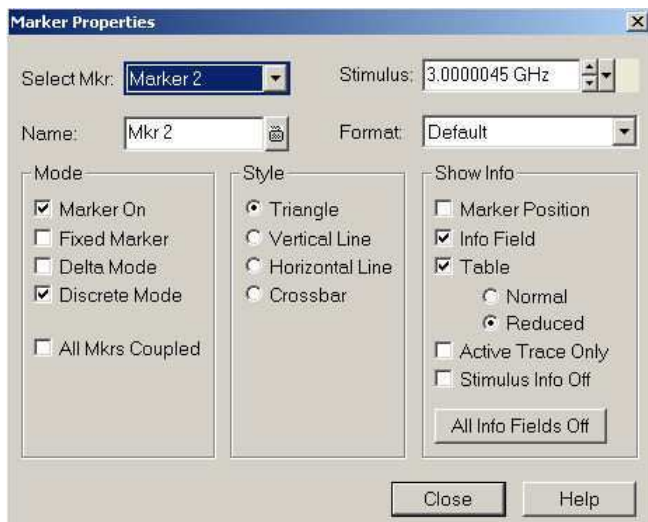 Marker Properties
Select Mkr: Marker 2
Stimulus: 3.0000045 GHz
Name: Mkr 2
Format: Default
Mode
Marker On
Fixed Marker
Delta Mode
Discrete Mode
All Mkrs Coupled
Style
Triangle
Vertical Line
Horizontal Line
Crossbar
Show Info
Marker Position
Info Field
Table
Normal
Reduced
Active Trace Only
Stimulus Info Off
All Info Fields Off
Close
Help